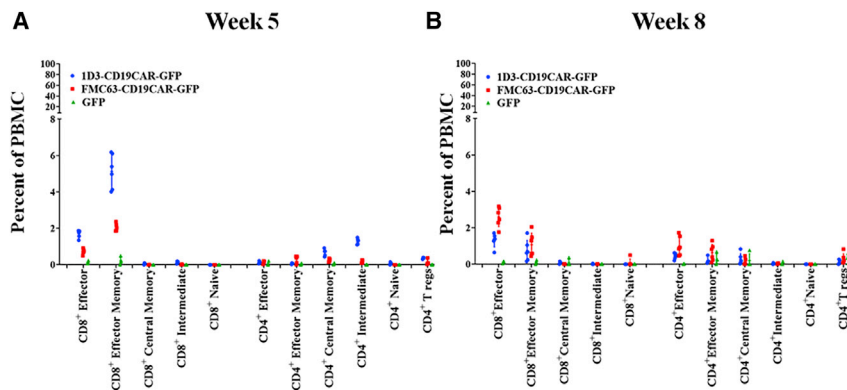 A
Week 5
Percent of PBMC
100
80
60
40
20
8
6
4
2
0
1D3-CD19CAR-GFP
FMC63-CD19CAR-GFP
GFP
CD8+ Effector
CD8+ Effector Memory
CD8+ Central Memory
CD8+ Intermediate
CD8+ Naive
CD4+ Effector
CD4+ Effector Memory
CD4+ Central Memory
CD4+ Intermediate
CD4+ Naive
CD4+ T regs
B
Week 8
Percent of PBMC
100
80
60
40
20
8
6
4
2
0
1D3-CD19CAR-GFP
FMC63-CD19CAR-GFP
GFP
CD8+ Effector
CD8+Effector Memory
CD8+Central Memory
CD8+Intermediate
CD8+Naive
CD4+Effector
CD4+Effector Memory
CD4+Central Memory
CD4+Intermediate
CD4+ Naive
CD4+T regs